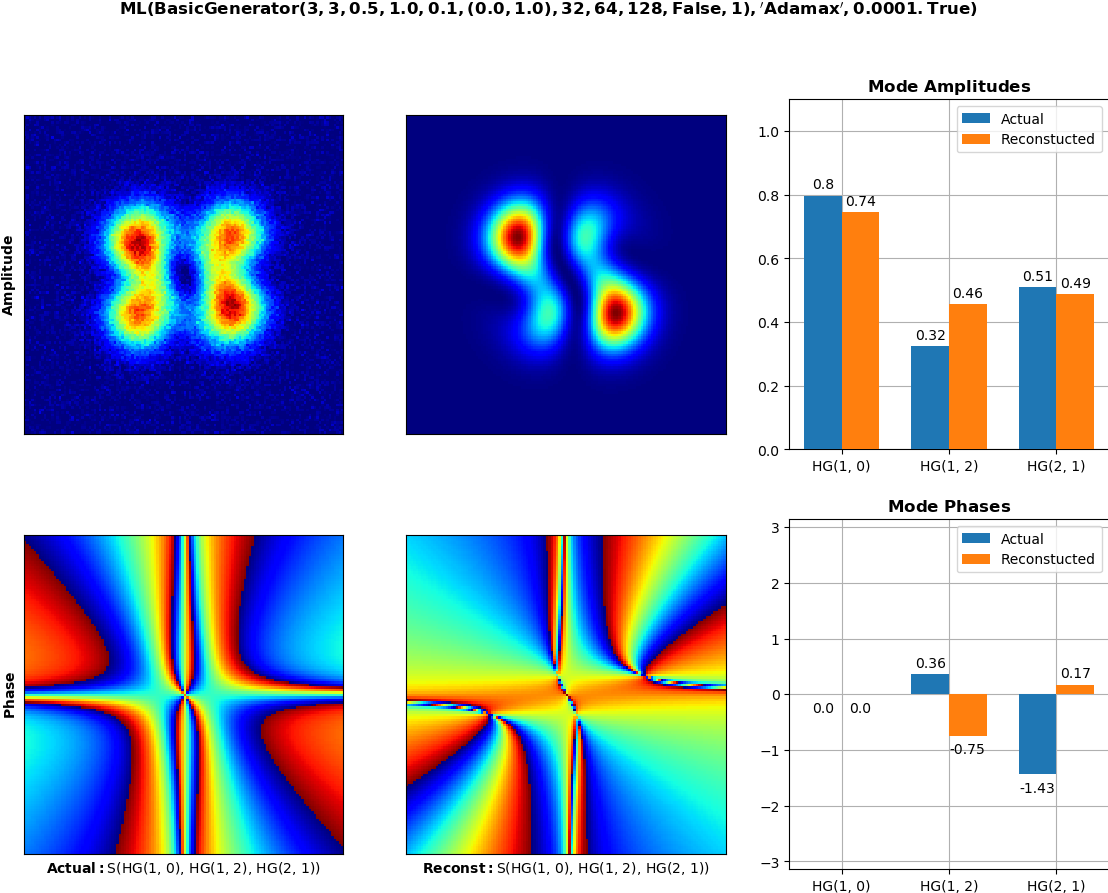 ML(BasicGenerator(3, 3, 0.5, 1.0, 0.1, (0.0, 1.0), 32, 64, 128, False, 1), ′Adamax′, 0.0001. True)
Amplitude
Mode Amplitudes
Actual
Reconstucted
1.0
0.8
0.6
0.4
0.2
0.0
0.8
0.74
0.32
0.46
0.51
0.49
HG(1, 0)
HG(1, 2)
HG(2, 1)
Phase
Actual: S(HG(1, 0), HG(1, 2), HG(2, 1))
Reconst: S(HG(1, 0), HG(1, 2), HG(2, 1))
Mode Phases
Actual
Reconstucted
3
2
1
0
−1
−2
−3
0.0
0.0
0.36
-0.75
-1.43
0.17
HG(1, 0)
HG(1, 2)
HG(2, 1)